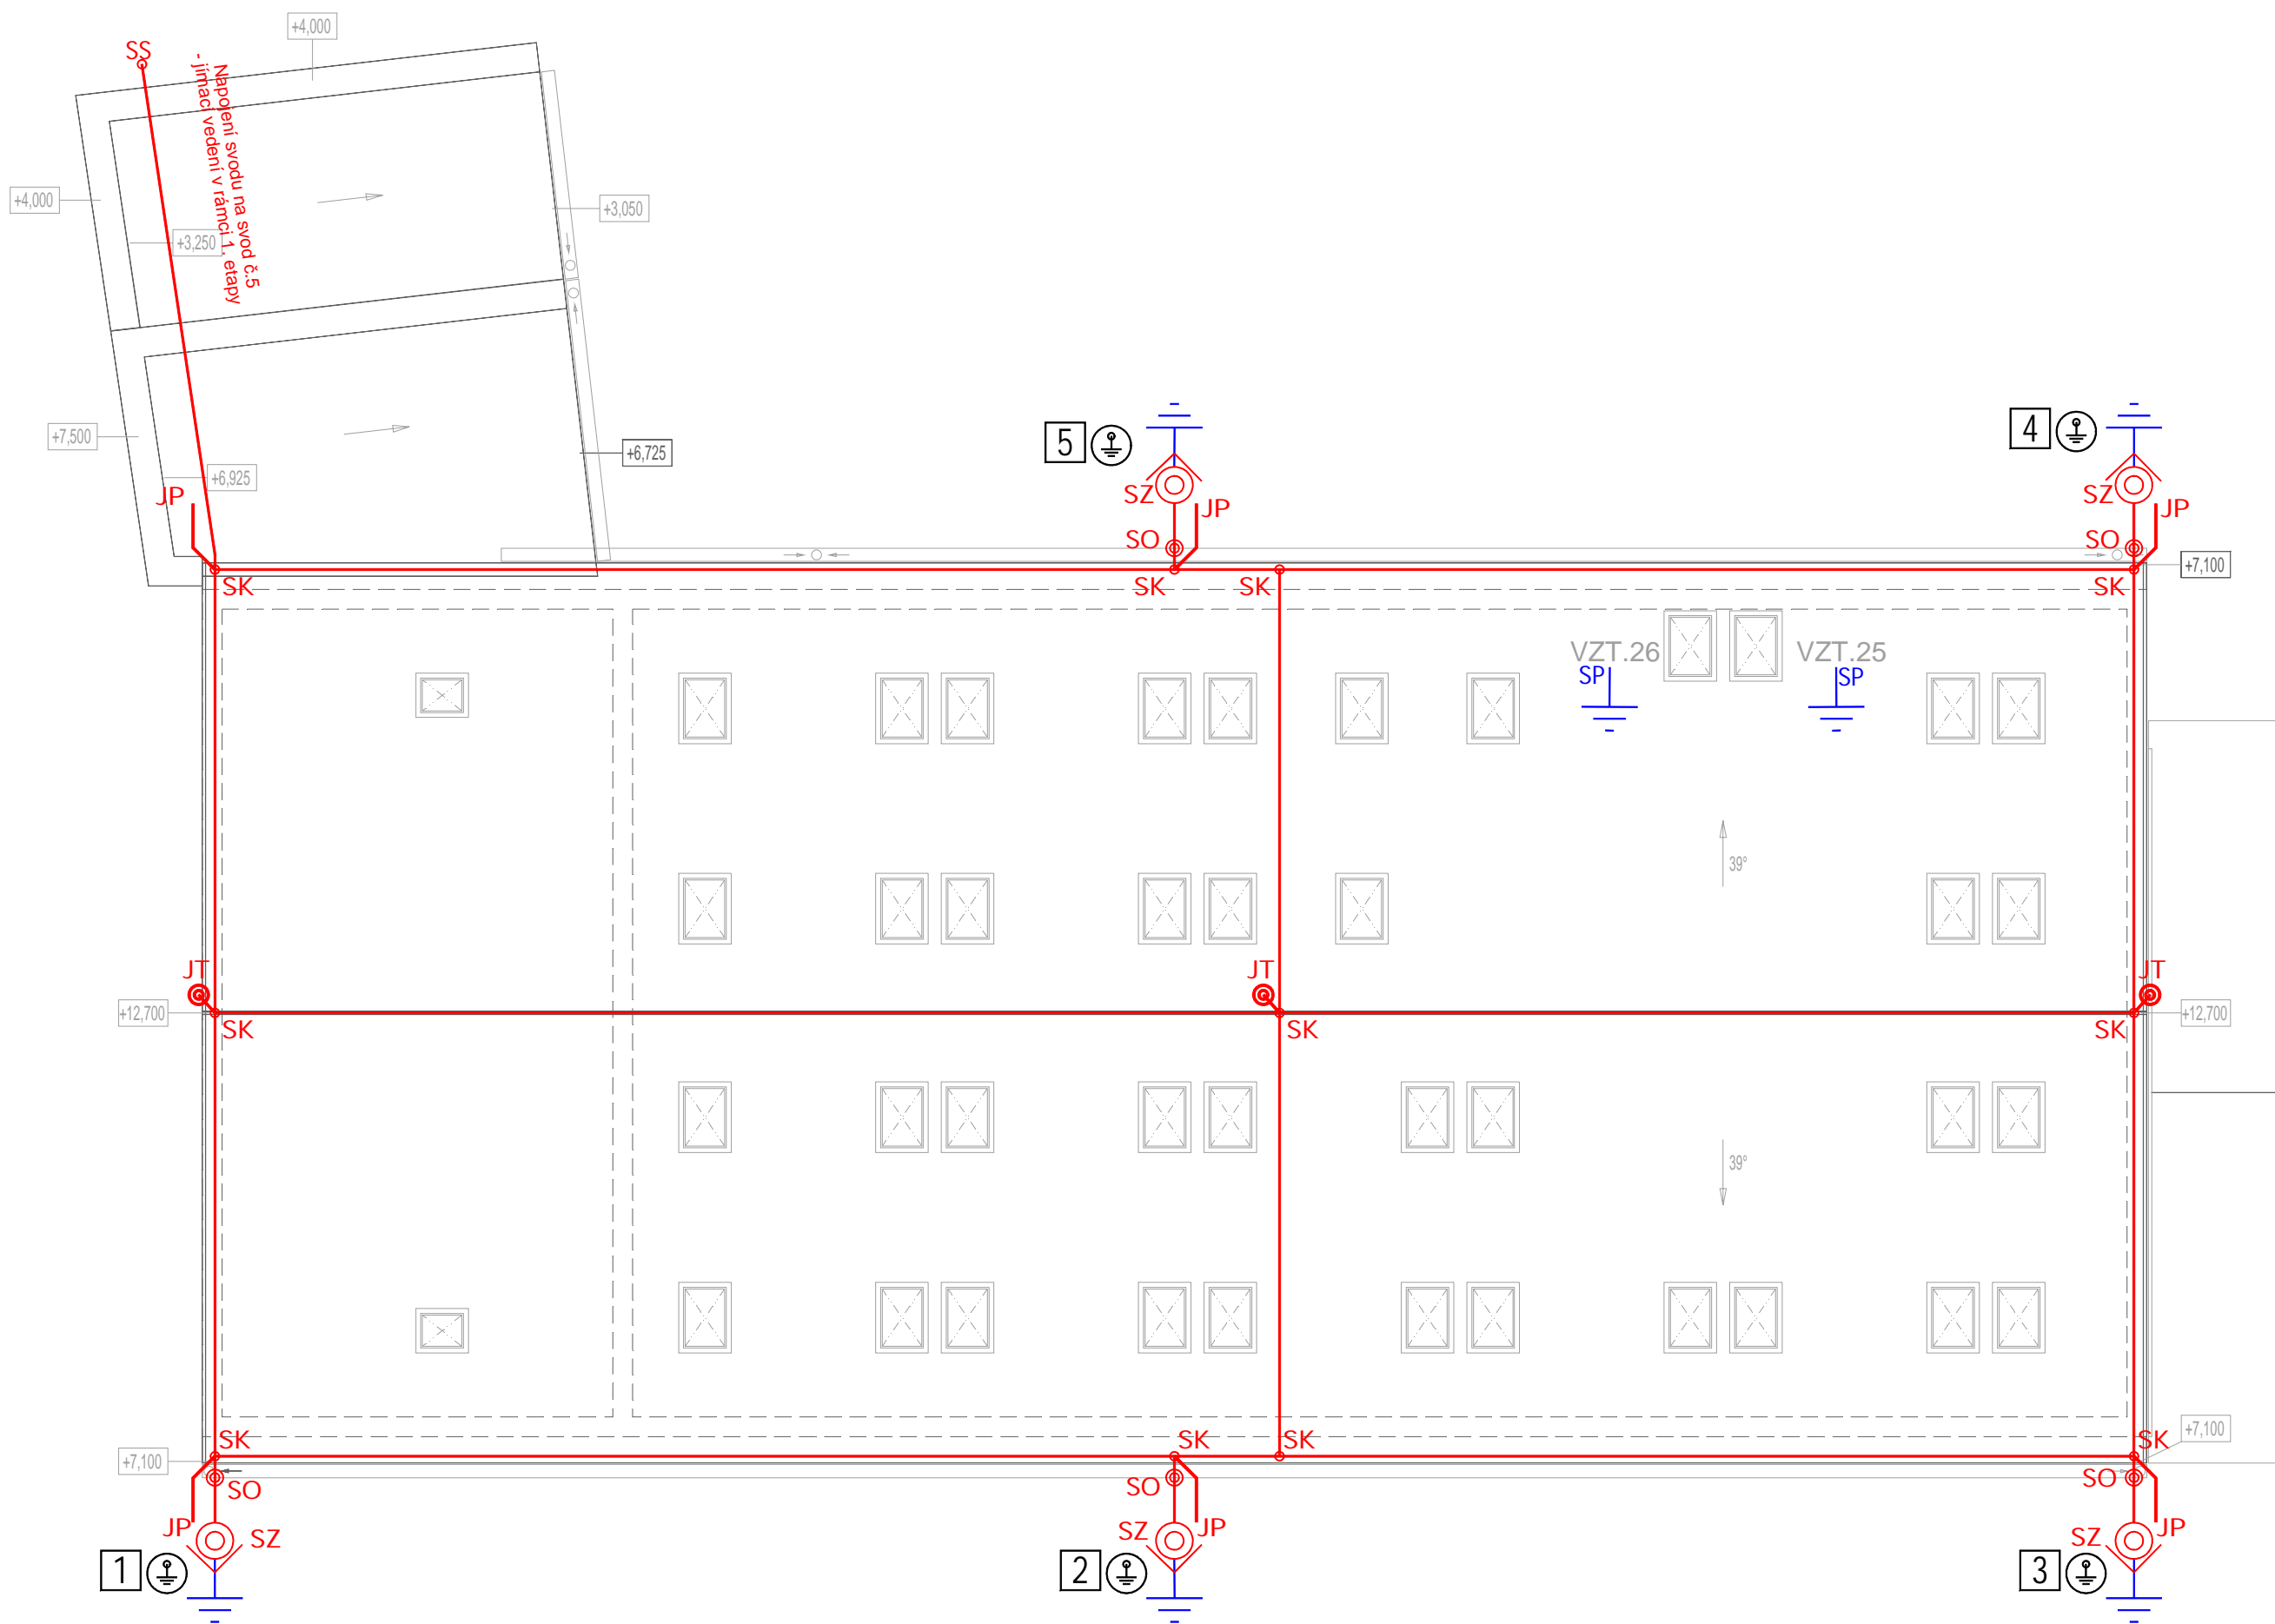 +4,000
SS
Napojení svodu na svod č.5
- jímací vedení v rámci 1. etapy
+4,000
+3,050
+3,250
+7,500
+6,725
+6,925
JP
5
SZ
JP
SO
4
SZ
JP
SO
+7,100
SK
SK
SK
SK
VZT.26
VZT.25
SP
SP
39°
JT
JT
JT
+12,700
SK
SK
SK
+12,700
39°
SK
SK
SK
SK
+7,100
+7,100
SO
SO
SO
JP
SZ
SZ
JP
SZ
JP
1
2
3